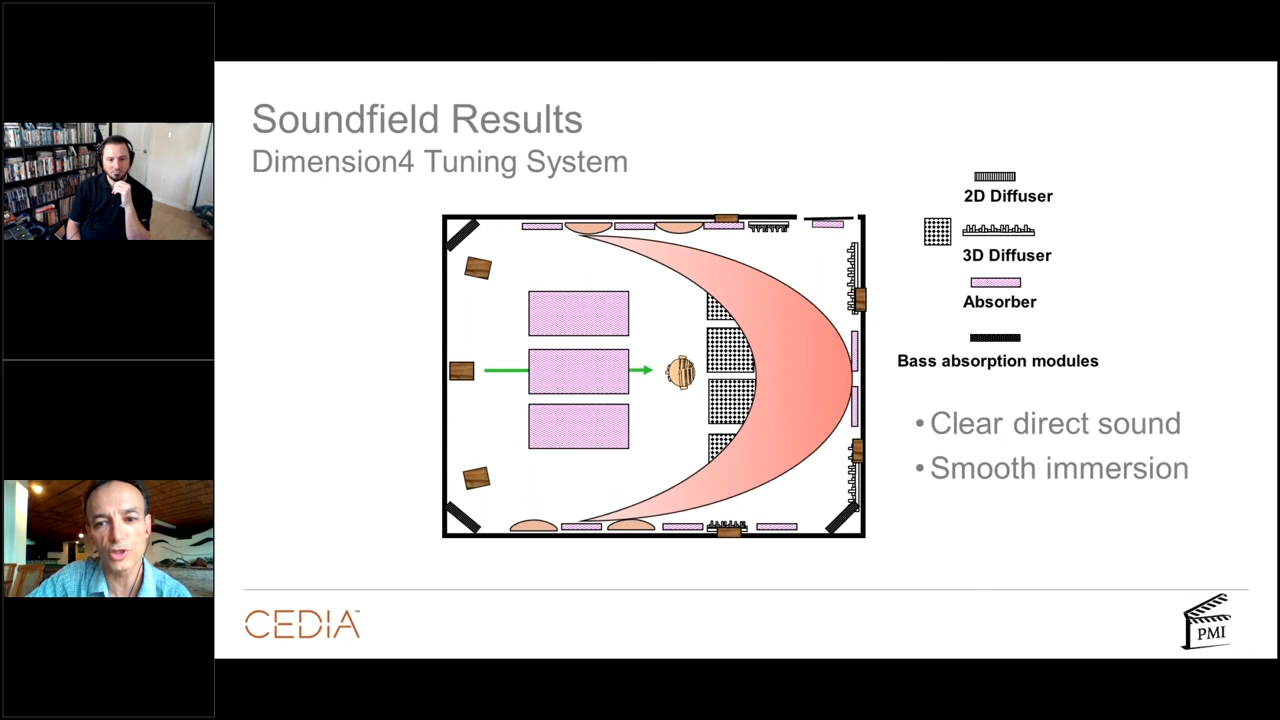 Soundfield Results
Dimension4 Tuning System
2D Diffuser
3D Diffuser
Absorber
Bass absorption modules
• Clear direct sound
• Smooth immersion
CEDIA™
PMI